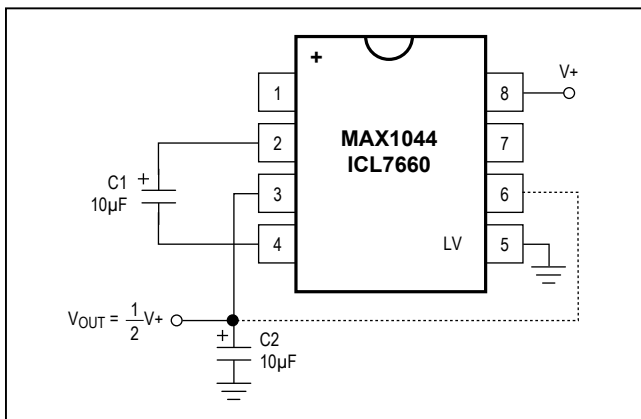 +
MAX1044
ICL7660
1
2
3
4
8
7
6
5
LV
V+
+
C1
10µF
VOUT = 1/2 V+
+
C2
10µF